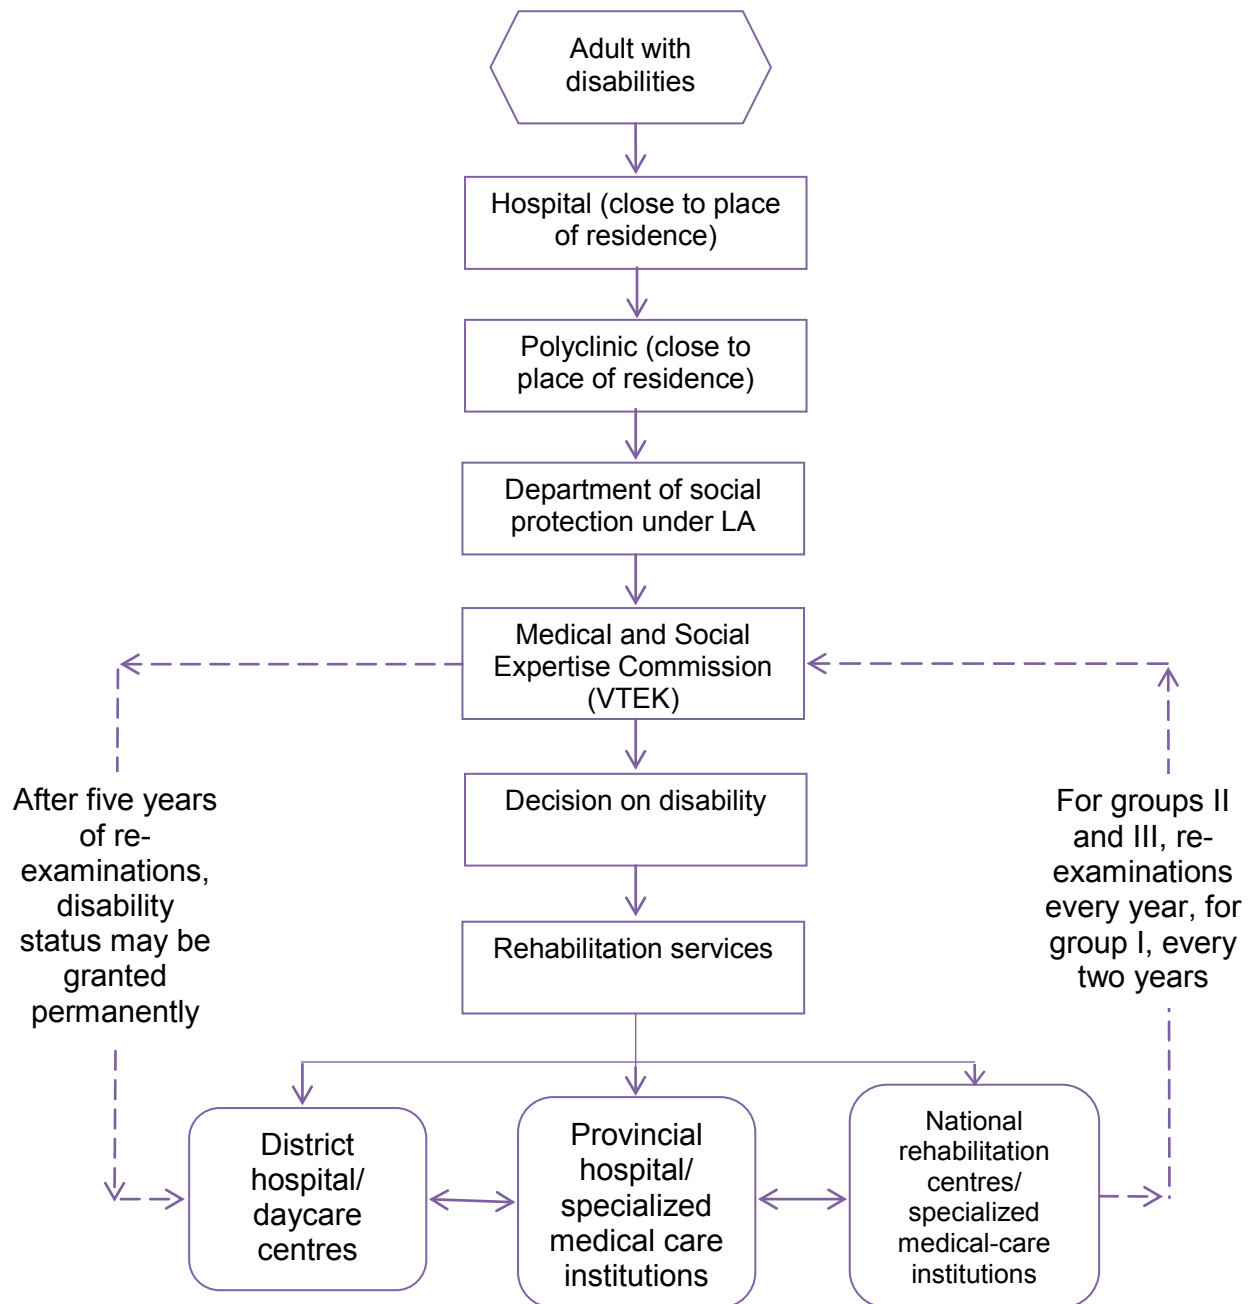 Adult with
disabilities
Hospital (close to place
of residence)
Polyclinic (close to
place of residence)
Department of social
protection under LA
Medical and Social
Expertise Commission
(VTEK)
Decision on disability
Rehabilitation services
After five years
of re-
examinations,
disability
status may be
granted
permanently
For groups II
and III, re-
examinations
every year, for
group I, every
two years
District
hospital/
daycare
centres
Provincial
hospital/
specialized
medical care
institutions
National
rehabilitation
centres/
specialized
medical-care
institutions